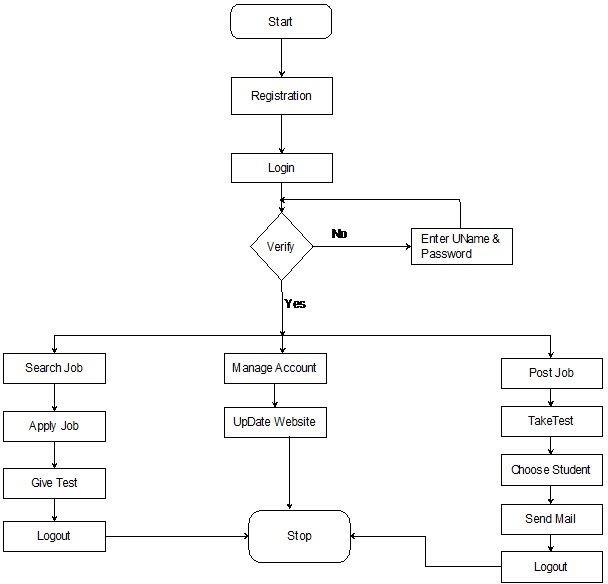 Start
Registration
Login
Verify
No
Enter UName &
Password
Yes
Search Job
Manage Account
Post Job
Apply Job
UpDate Website
TakeTest
Give Test
Choose Student
Logout
Stop
Send Mail
Logout